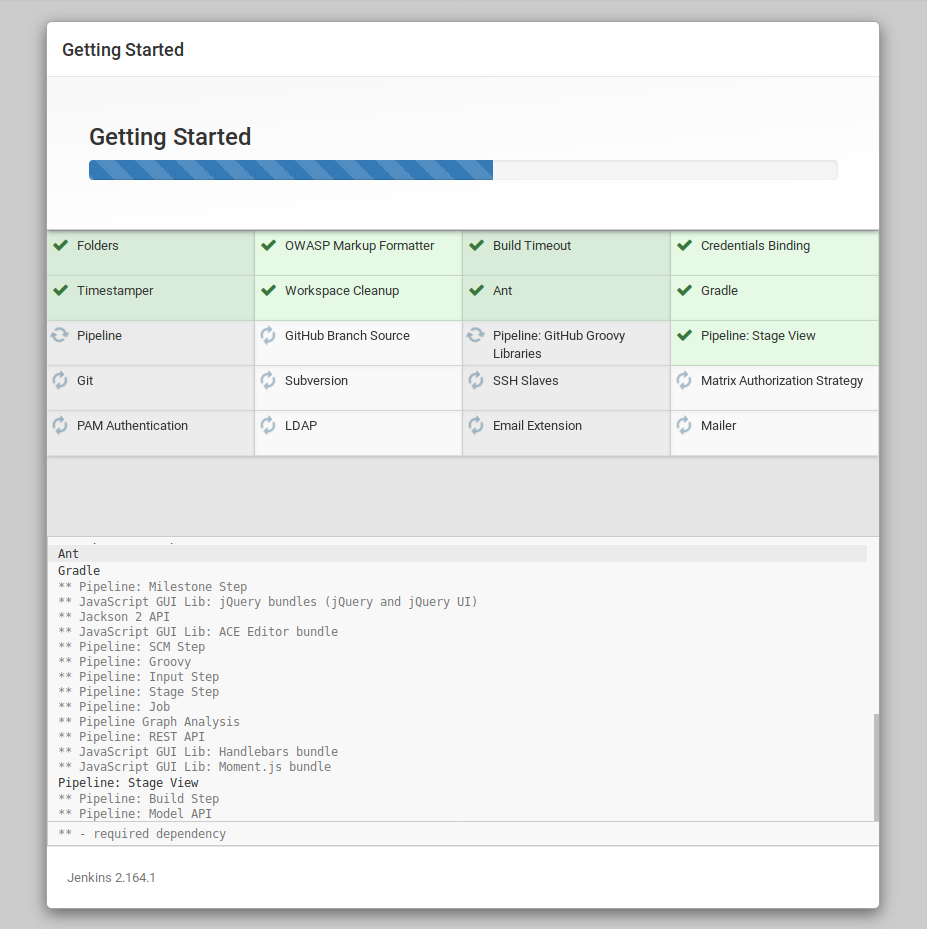 Getting Started
Getting Started
Folders
OWASP Markup Formatter
Build Timeout
Credentials Binding
Timestamper
Workspace Cleanup
Ant
Gradle
Pipeline
GitHub Branch Source
Pipeline: GitHub Groovy
Libraries
Pipeline: Stage View
Git
Subversion
SSH Slaves
Matrix Authorization Strategy
PAM Authentication
LDAP
Email Extension
Mailer
Ant
Gradle
** Pipeline: Milestone Step
** JavaScript GUI Lib: jQuery bundles (jQuery and jQuery UI)
** Jackson 2 API
** JavaScript GUI Lib: ACE Editor bundle
** Pipeline: SCM Step
** Pipeline: Groovy
** Pipeline: Input Step
** Pipeline: Stage Step
** Pipeline: Job
** Pipeline Graph Analysis
** Pipeline: REST API
** JavaScript GUI Lib: Handlebars bundle
** JavaScript GUI Lib: Moment.js bundle
Pipeline: Stage View
** Pipeline: Build Step
** Pipeline: Model API
** - required dependency
Jenkins 2.164.1